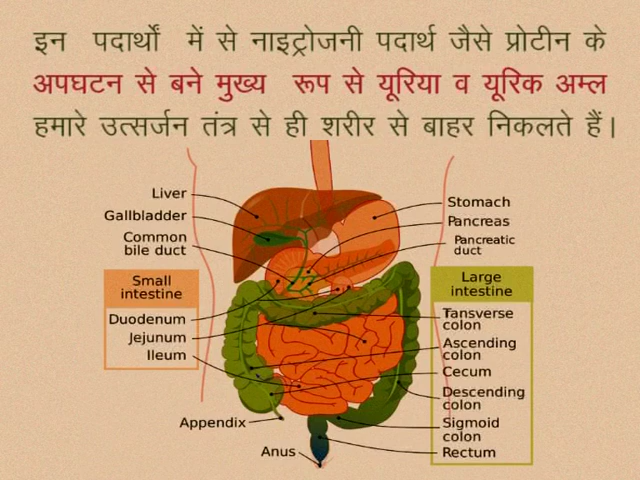 इन पदार्थों में से नाइट्रोजनी पदार्थ जैसे प्रोटीन के
अपघटन से बने मुख्य रूप से यूरिया व यूरिक अम्ल
हमारे उत्सर्जन तंत्र से ही शरीर से बाहर निकलते हैं।
Liver
Gallbladder
Common
bile duct
Small
intestine
Duodenum
Jejunum
Ileum
Appendix
Anus
Stomach
Pancreas
Pancreatic
duct
Large
intestine
Tansverse
colon
Ascending
colon
Cecum
Descending
colon
Sigmoid
colon
Rectum